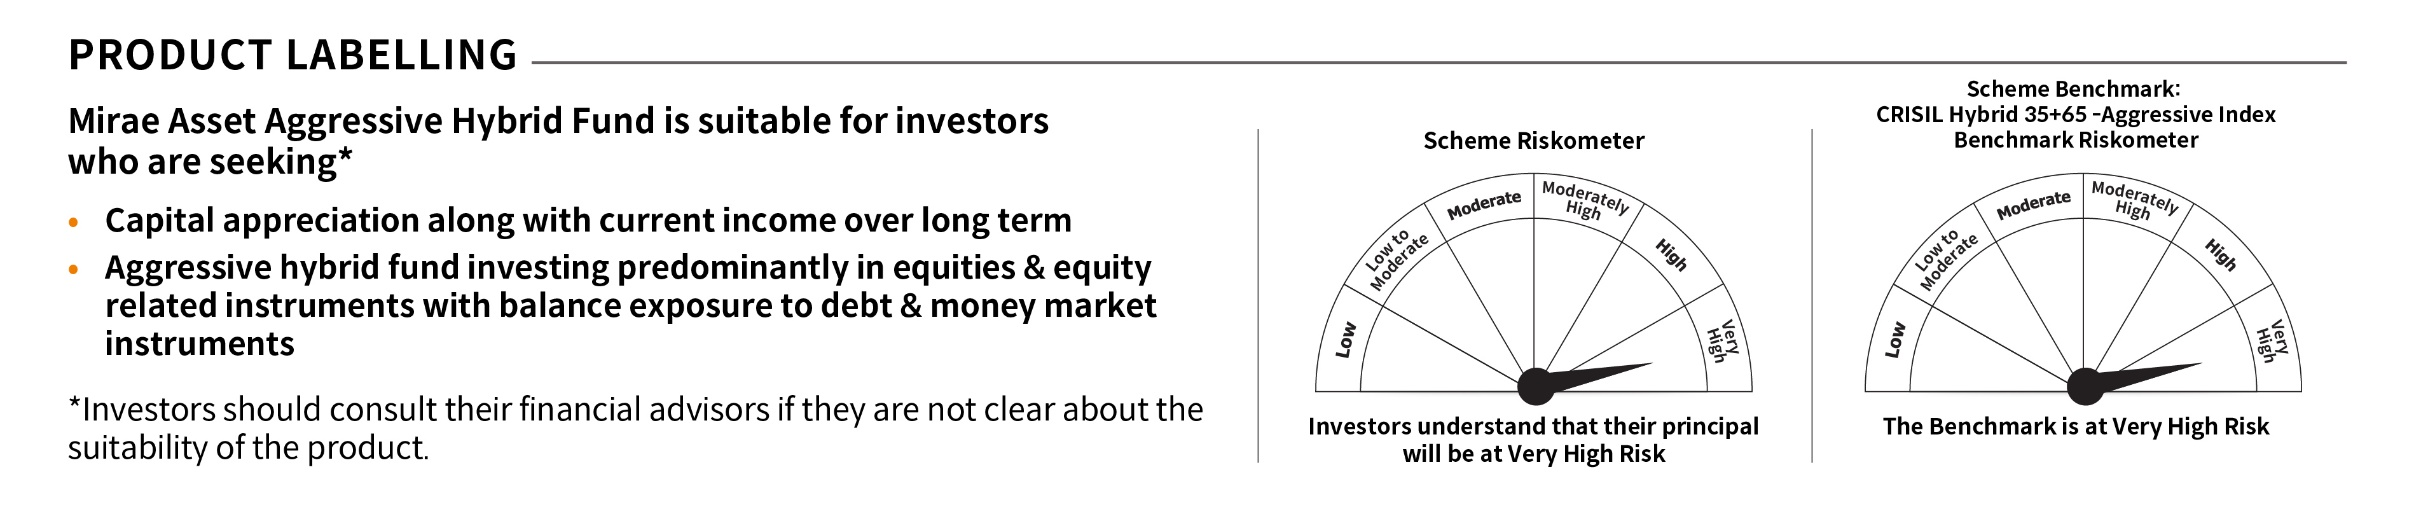 PRODUCT LABELLING
Mirae Asset Aggressive Hybrid Fund is suitable for investors
who are seeking*
• Capital appreciation along with current income over long term
• Aggressive hybrid fund investing predominantly in equities & equity
related instruments with balance exposure to debt & money market
instruments
*Investors should consult their financial advisors if they are not clear about the
suitability of the product.
Scheme Riskometer
Low
Low to
Moderate
Moderate
Moderately
High
High
Very
High
Investors understand that their principal
will be at Very High Risk
Scheme Benchmark:
CRISIL Hybrid 35+65 -Aggressive Index
Benchmark Riskometer
Low
Low to
Moderate
Moderate
Moderately
High
High
Very
High
The Benchmark is at Very High Risk